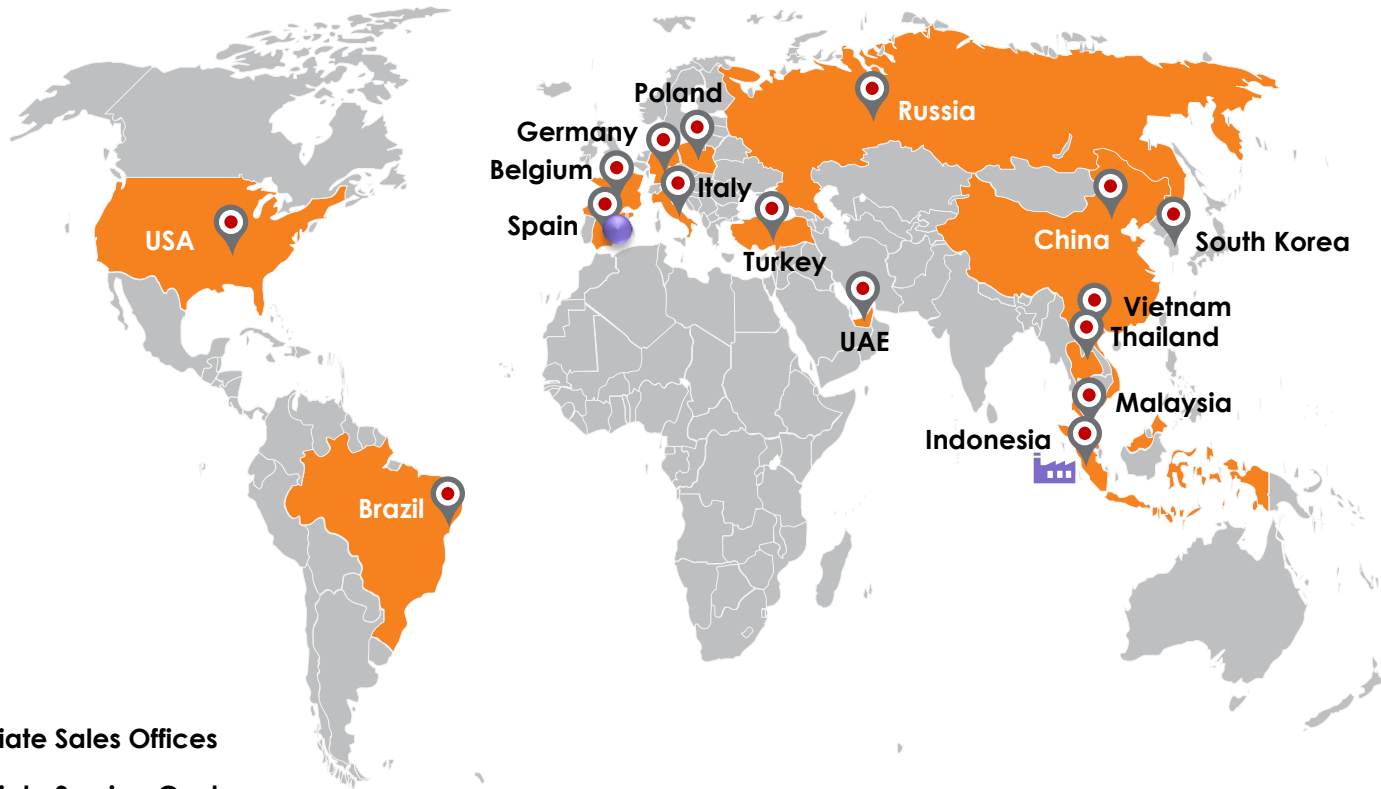 Poland
Russia
Germany
Belgium
Italy
Spain
USA
China
South Korea
Turkey
Vietnam
UAE
Thailand
Malaysia
Indonesia
Brazil
Sales Offices